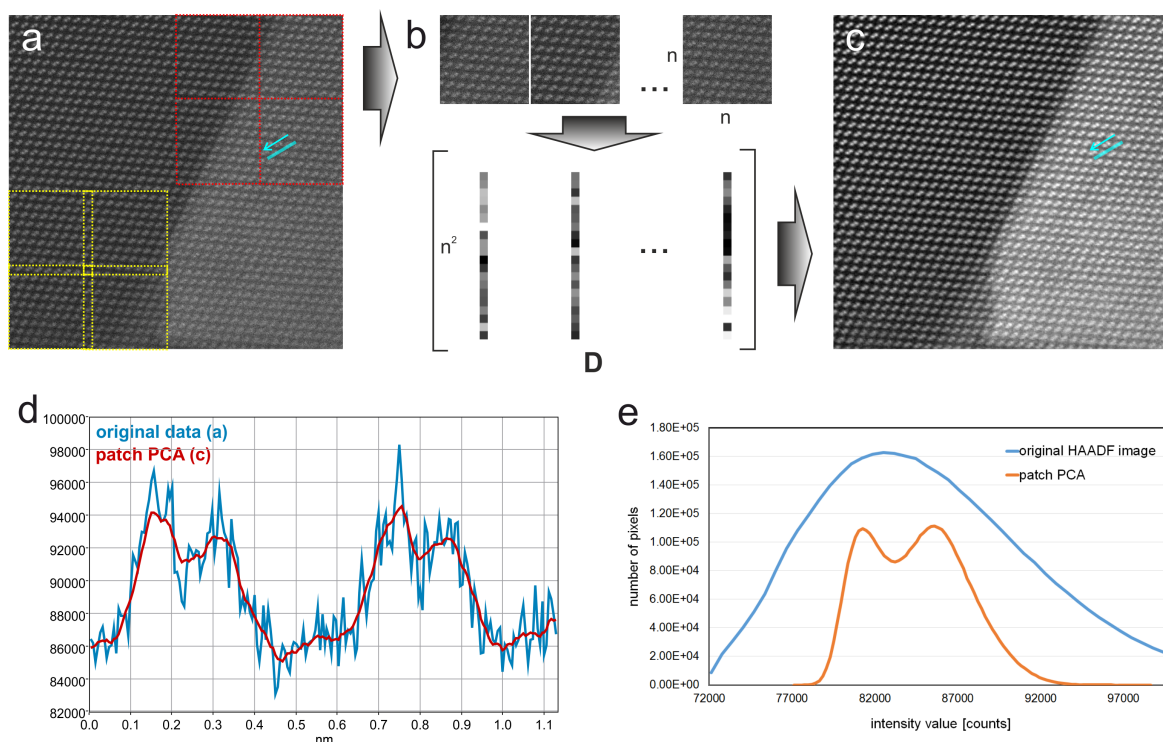 a
b
n
...
n
n²
...
D
c
d
100000
98000
96000
94000
92000
90000
88000
86000
84000
82000
original data (a)
patch PCA (c)
0.0 0.1 0.2 0.3 0.4 0.5 0.6 0.7 0.8 0.9 1.0 1.1
nm
e
1.80E+05
1.60E+05
1.40E+05
1.20E+05
1.00E+05
8.00E+04
6.00E+04
4.00E+04
2.00E+04
0.00E+00
number of pixels
original HAADF image
patch PCA
72000 77000 82000 87000 92000 97000
intensity value [counts]